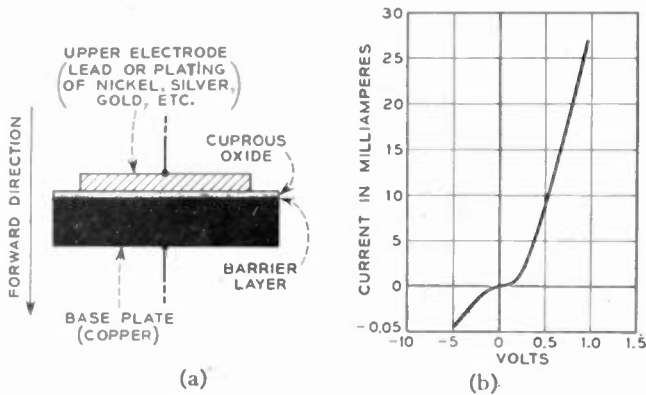 UPPER ELECTRODE
(LEAD OR PLATING
OF NICKEL, SILVER,
GOLD, ETC.)
FORWARD DIRECTION
CUPROUS
OXIDE
BARRIER
LAYER
BASE PLATE
(COPPER)
(a)
(b)
CURRENT IN MILLIAMPERES
30
25
20
15
10
5
0
-0.05
-10 -5 0 0.5 1.0 1.5
VOLTS